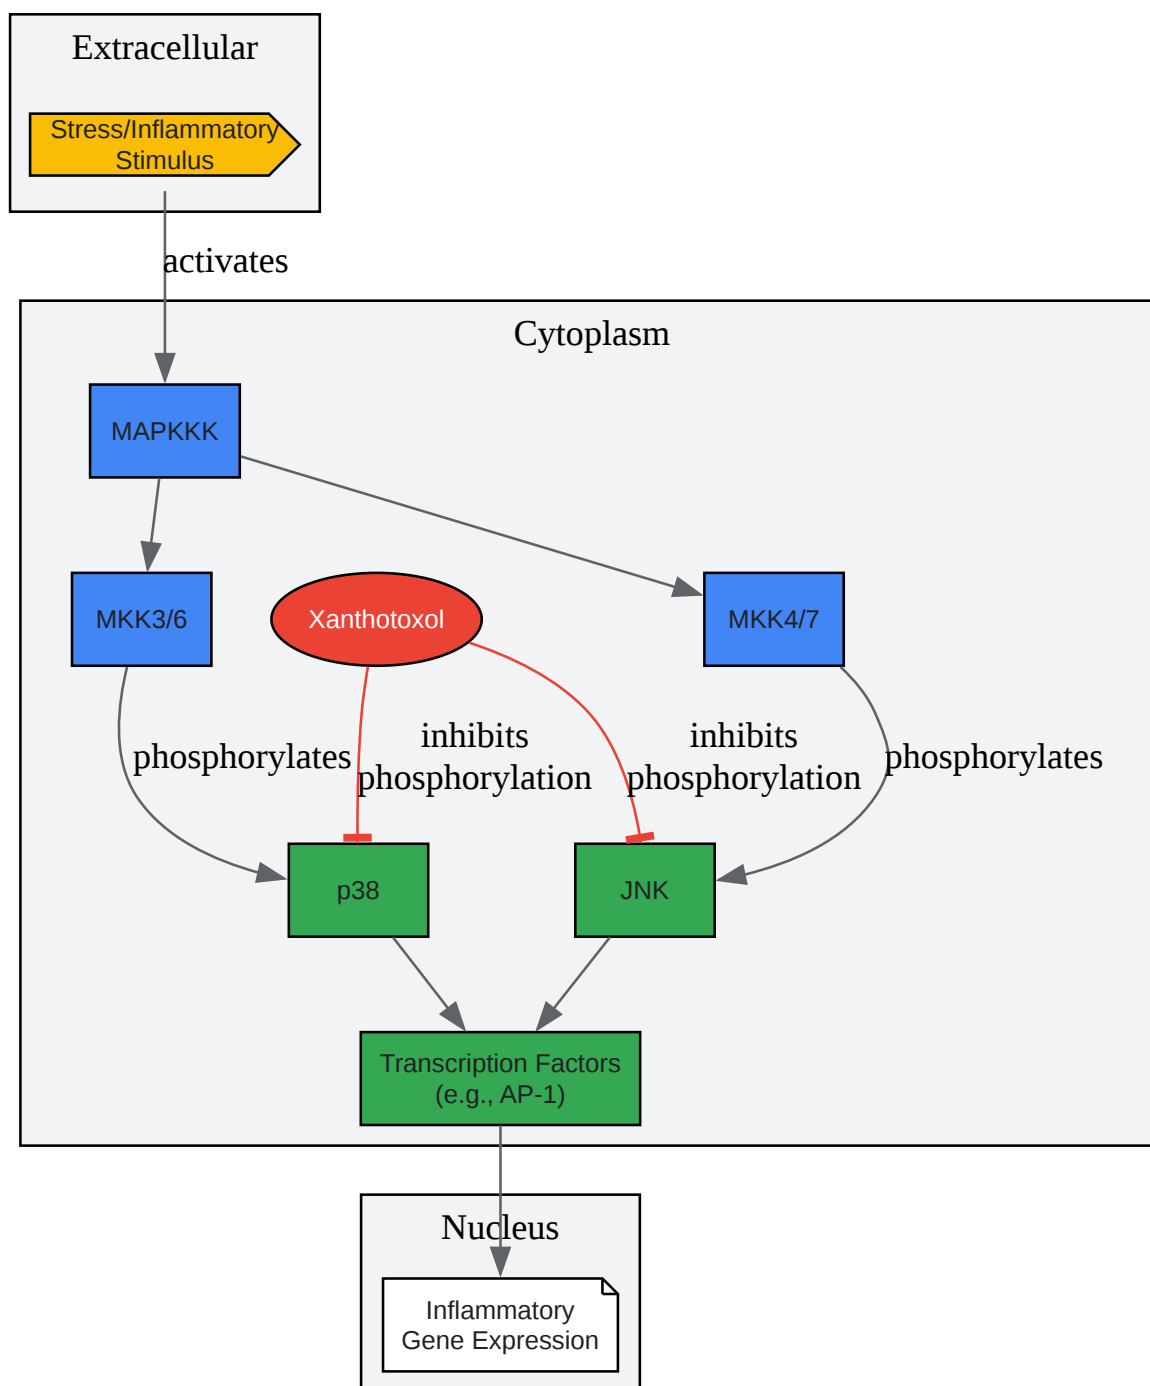 Extracellular
Stress/Inflammatory
Stimulus
activates
Cytoplasm
MAPKKK
MKK3/6
Xanthotoxol
MKK4/7
phosphorylates
inhibits
phosphorylation
inhibits
phosphorylation
phosphorylates
p38
JNK
Transcription Factors
(e.g., AP-1)
Nucleus
Inflammatory
Gene Expression